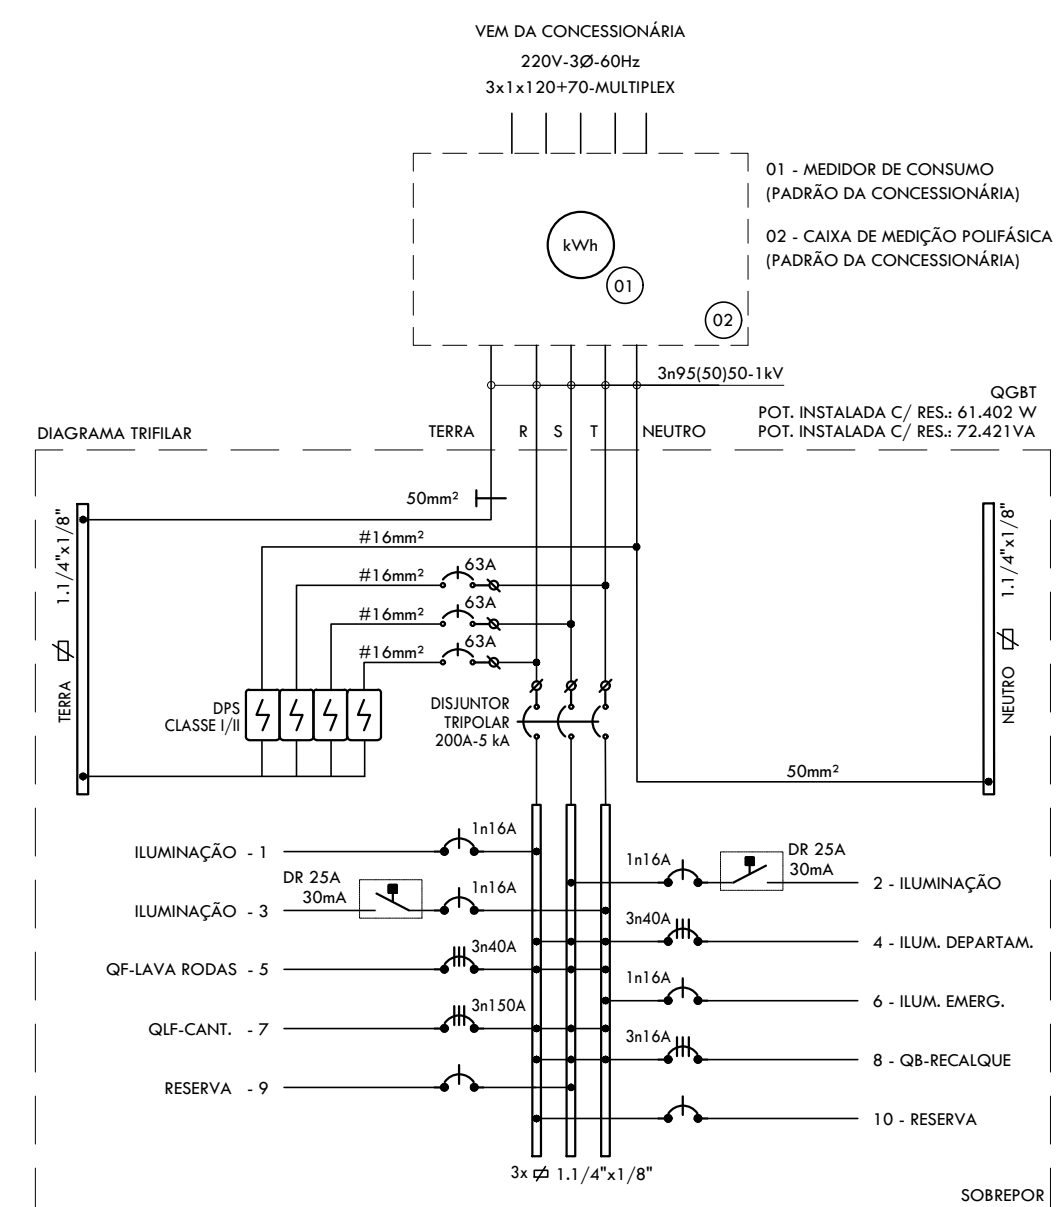 VEM DA CONCESSIONÁRIA
220V-3Ø-60Hz
3x1x120+70-MULTIPLEX
01 - MEDIDOR DE CONSUMO
(PADRÃO DA CONCESSIONÁRIA)
02 - CAIXA DE MEDIÇÃO POLIFÁSICA
(PADRÃO DA CONCESSIONÁRIA)
kWh
01
02
3n95(50)50-1kV
QGBT
POT. INSTALADA C/ RES.: 61.402 W
POT. INSTALADA C/ RES.: 72.421VA
DIAGRAMA TRIFILAR
TERRA
R
S
T
NEUTRO
50mm²
TERRA 1.1/4"x1/8"
#16mm²
#16mm²
63A
#16mm²
63A
#16mm²
63A
NEUTRO 1.1/4"x1/8"
DPS
CLASSE I/II
DISJUNTOR
TRIPOLAR
200A-5 kA
50mm²
ILUMINAÇÃO - 1
1n16A
1n16A
DR 25A
30mA
2 - ILUMINAÇÃO
ILUMINAÇÃO - 3
DR 25A
30mA
1n16A
3n40A
4 - ILUM. DEPARTAM.
QF-LAVA RODAS - 5
3n40A
1n16A
6 - ILUM. EMERG.
QLF-CANT. - 7
3n150A
3n16A
8 - QB-RECALQUE
RESERVA - 9
10 - RESERVA
3x 1.1/4"x1/8"
SOBREPOR